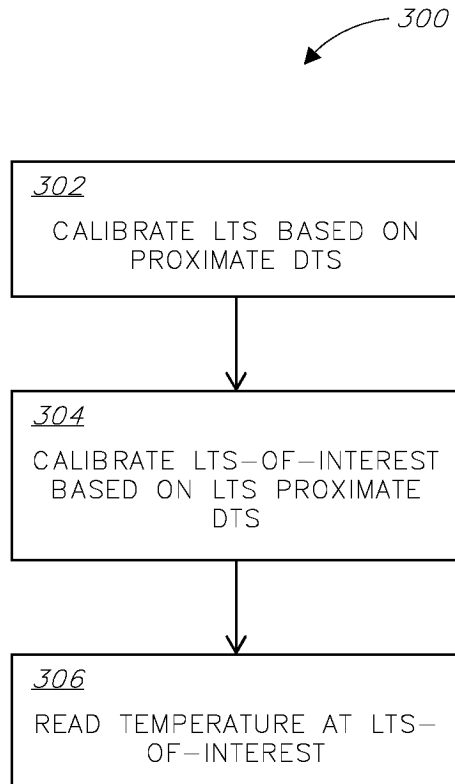 300
302
CALIBRATE LTS BASED ON
PROXIMATE DTS
304
CALIBRATE LTS-OF-INTEREST
BASED ON LTS PROXIMATE
DTS
306
READ TEMPERATURE AT LTS-
OF-INTEREST